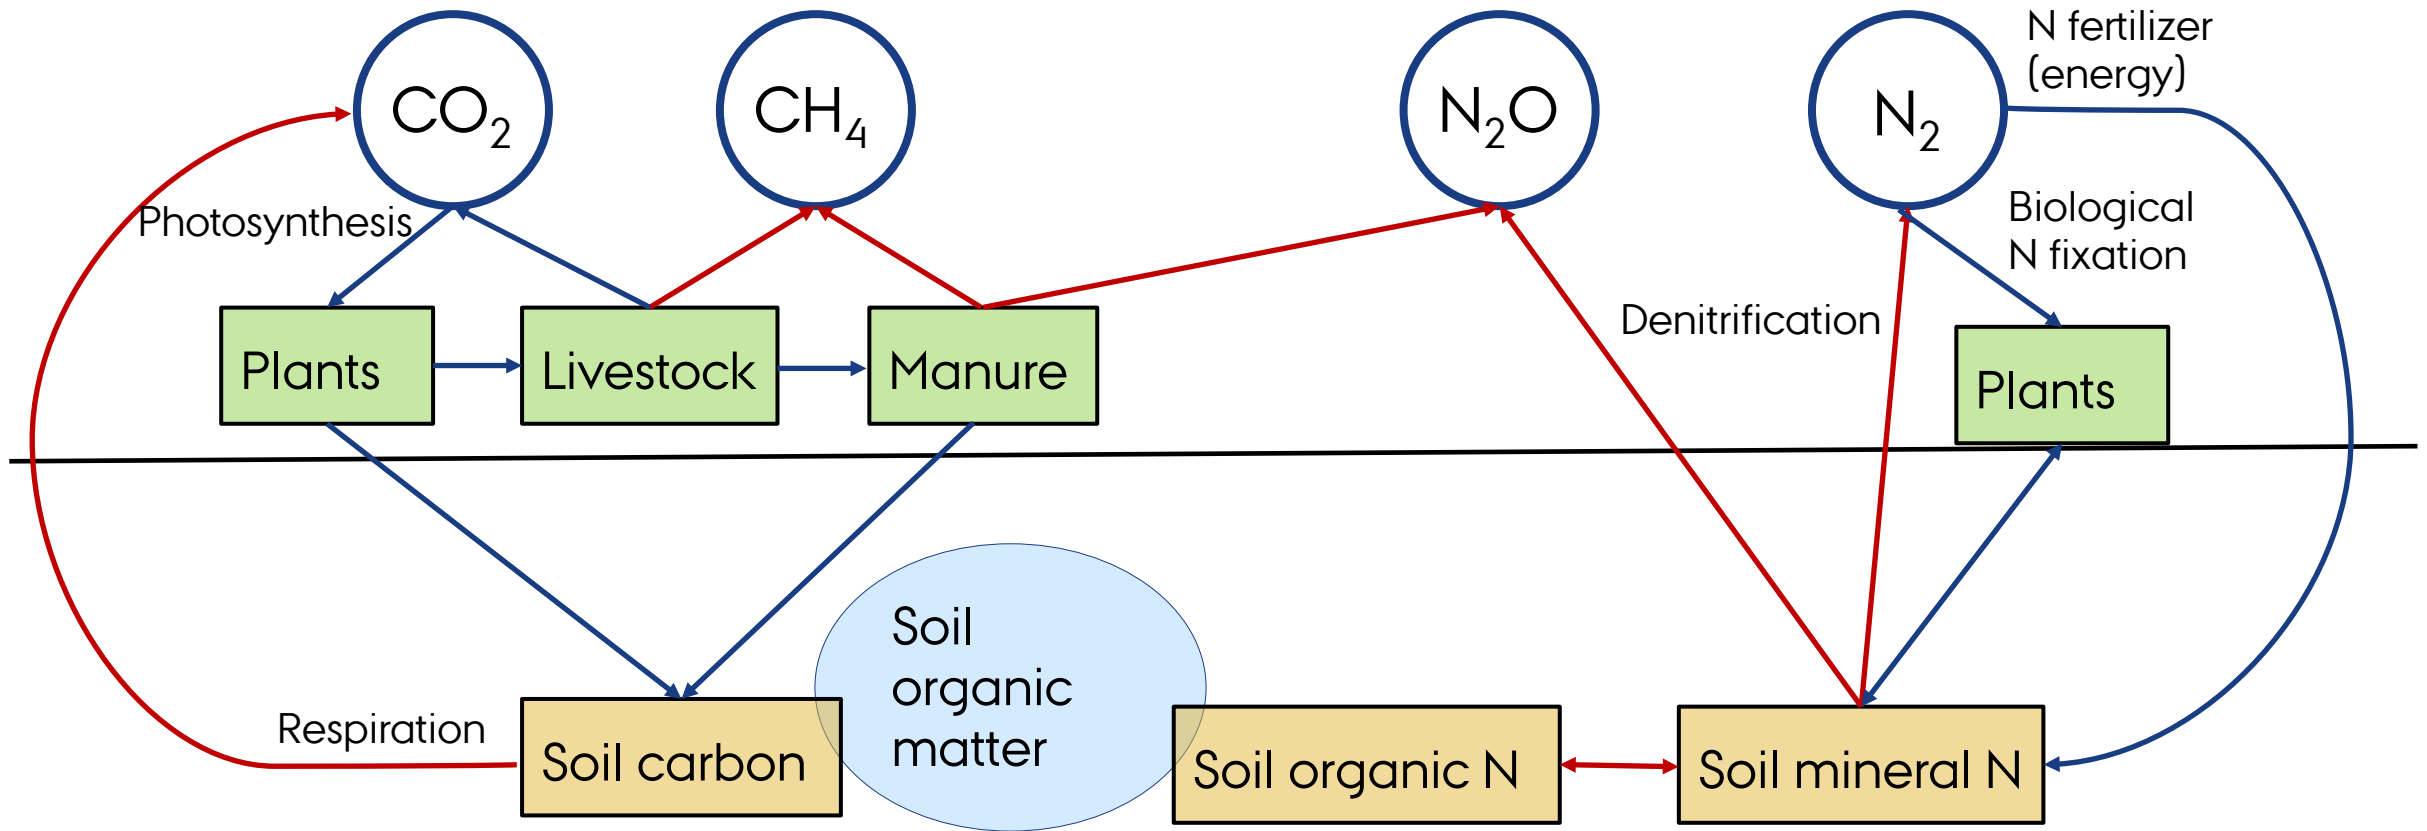 CO₂
CH₄
N₂O
N₂
N fertilizer
(energy)
Photosynthesis
Biological
N fixation
Denitrification
Plants
Livestock
Manure
Plants
Soil
organic
matter
Respiration
Soil carbon
Soil organic N
Soil mineral N